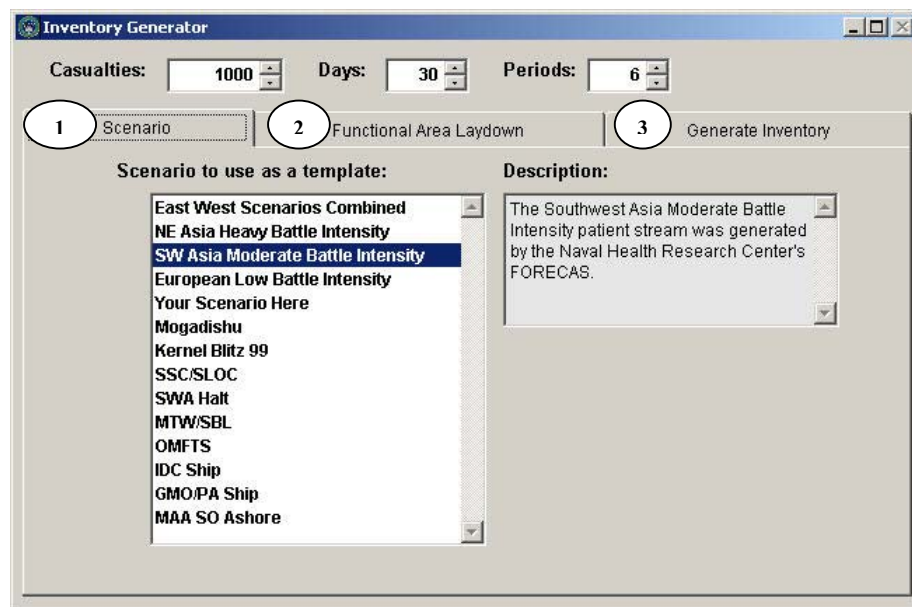 Inventory Generator
Casualties: 1000 Days: 30 Periods: 6
1 Scenario 2 Functional Area Laydown 3 Generate Inventory
Scenario to use as a template:
East West Scenarios Combined
NE Asia Heavy Battle Intensity
SW Asia Moderate Battle Intensity
European Low Battle Intensity
Your Scenario Here
Mogadishu
Kernel Blitz 99
SSC/SLOC
SWA Halt
MTW/SBL
OMFTS
IDC Ship
GMO/PA Ship
MAA SO Ashore
Description:
The Southwest Asia Moderate Battle
Intensity patient stream was generated
by the Naval Health Research Center's
FORECAS.